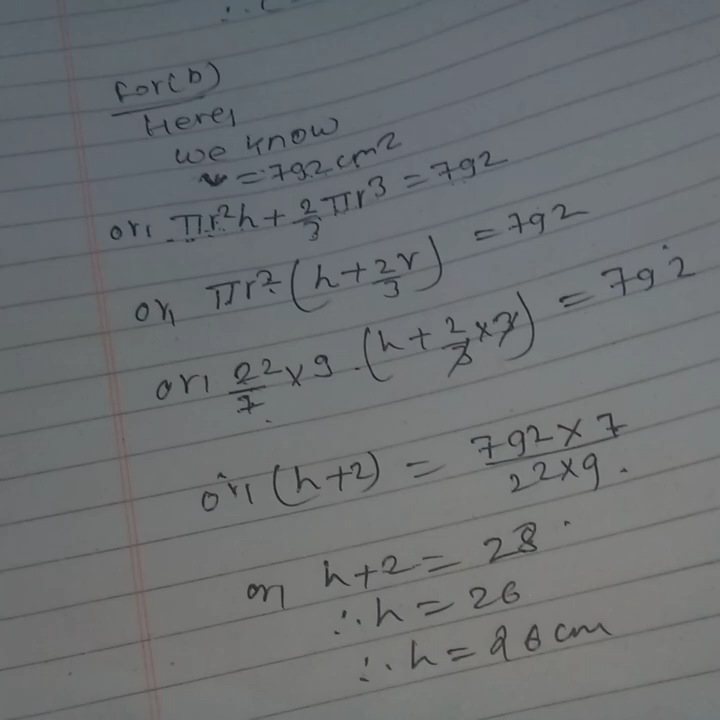 For(b)
Here,
we know
v = 792 cm2
or, πr²h + 2/3 πr3 = 792
or, πr² (h + 2r/3) = 792
or, 22/7 × 9 (h + 2/3 × 3) = 792
or, (h+2) = 792 × 7 / 22×9.
or, h+2 = 28
∴ h = 26
∴ h = 26 cm